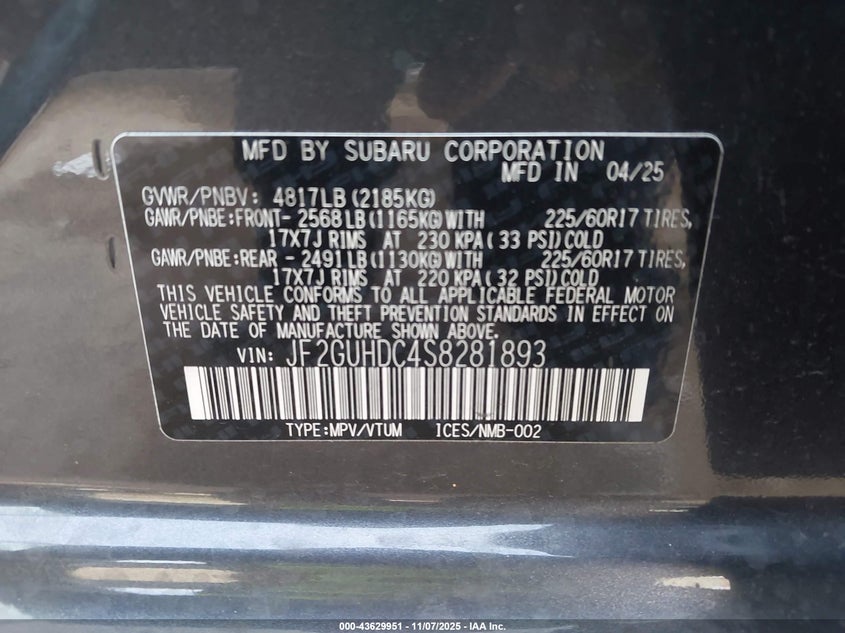 MFD BY SUBARU CORPORATION
MFD IN 04/25
GVWR/PNBV: 4817LB(2185KG)
GAWR/PNBE:FRONT- 2568LB(1165KG)WITH 225/60R17 TIRES,
17X7J RIMS AT 230 KPA( 33 PSI)COLD
GAWR/PNBE:REAR - 2491LB(1130KG)WITH 225/60R17 TIRES,
17X7J RIMS AT 220 KPA( 32 PSI)COLD
THIS VEHICLE CONFORMS TO ALL APPLICABLE FEDERAL MOTOR
VEHICLE SAFETY AND THEFT PREVENTION STANDARDS IN EFFECT ON
THE DATE OF MANUFACTURE SHOWN ABOVE.
VIN: JF2GUHDC4S8281893
TYPE:MPV/VTUM ICES/NMB-002
000-43629951 - 11/07/2025 - IAA Inc.